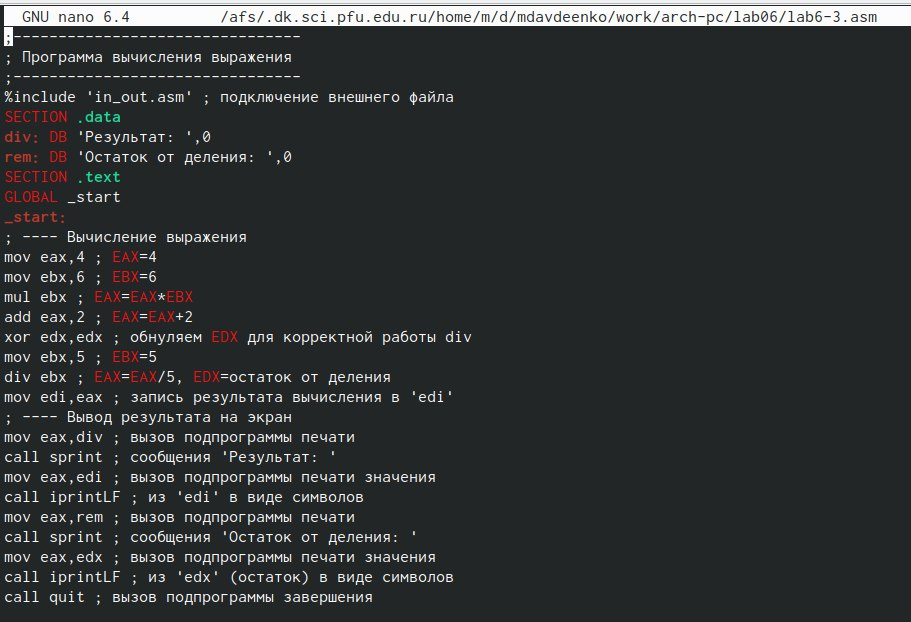 GNU nano 6.4 /afs/.dk.sci.pfu.edu.ru/home/m/d/mdavdeenko/work/arch-pc/lab06/lab6-3.asm
;--------------------------------
; Программа вычисления выражения
;--------------------------------
%include 'in_out.asm' ; подключение внешнего файла
SECTION .data
div: DB 'Результат: ',0
rem: DB 'Остаток от деления: ',0
SECTION .text
GLOBAL _start
_start:
; ---- Вычисление выражения
mov eax,4 ; EAX=4
mov ebx,6 ; EBX=6
mul ebx ; EAX=EAX*EBX
add eax,2 ; EAX=EAX+2
xor edx,edx ; обнуляем EDX для корректной работы div
mov ebx,5 ; EBX=5
div ebx ; EAX=EAX/5, EDX=остаток от деления
mov edi,eax ; запись результата вычисления в 'edi'
; ---- Вывод результата на экран
mov eax,div ; вызов подпрограммы печати
call sprint ; сообщения 'Результат: '
mov eax,edi ; вызов подпрограммы печати значения
call iprintLF ; из 'edi' в виде символов
mov eax,rem ; вызов подпрограммы печати
call sprint ; сообщения 'Остаток от деления: '
mov eax,edx ; вызов подпрограммы печати значения
call iprintLF ; из 'edx' (остаток) в виде символов
call quit ; вызов подпрограммы завершения